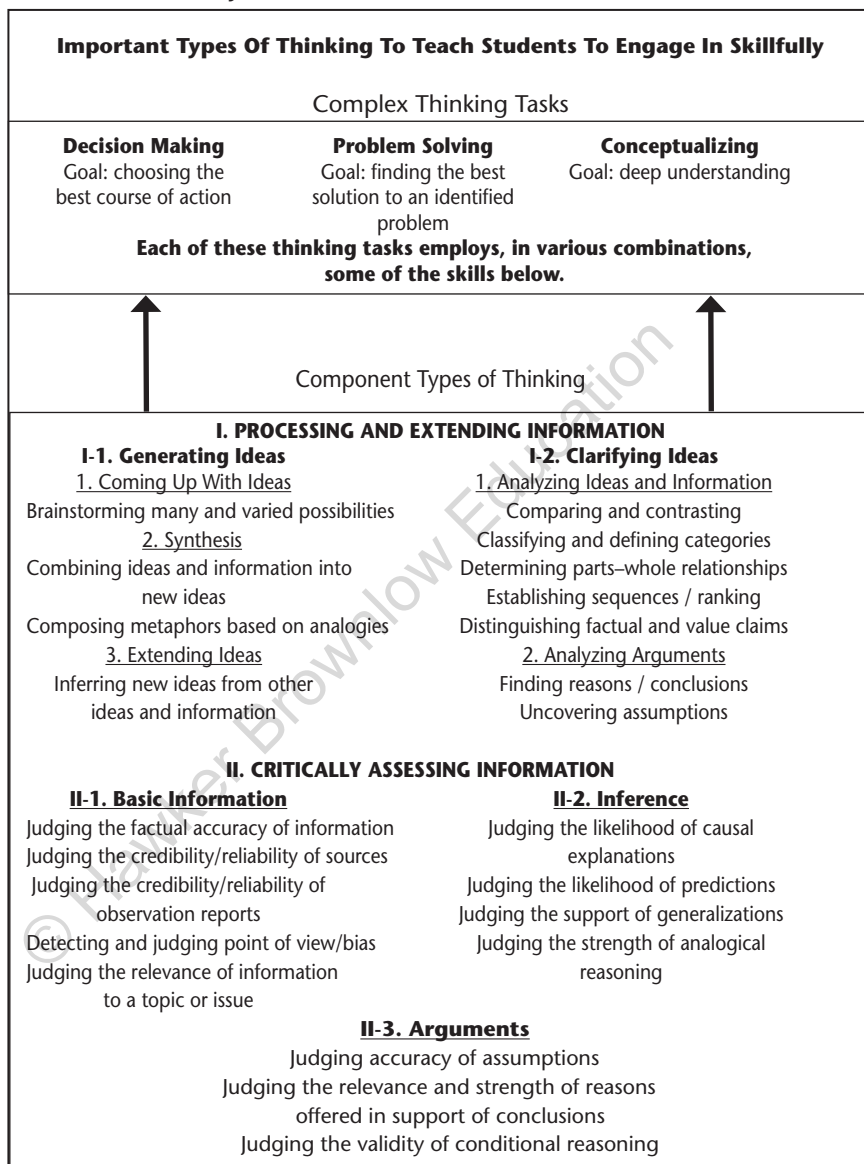 Important Types Of Thinking To Teach Students To Engage In Skillfully
Complex Thinking Tasks
Decision Making
Goal: choosing the
best course of action
Problem Solving
Goal: finding the best
solution to an identified
problem
Conceptualizing
Goal: deep understanding
Each of these thinking tasks employs, in various combinations,
some of the skills below.
Component Types of Thinking
I. PROCESSING AND EXTENDING INFORMATION
I-1. Generating Ideas
1. Coming Up With Ideas
Brainstorming many and varied possibilities
2. Synthesis
Combining ideas and information into
new ideas
Composing metaphors based on analogies
3. Extending Ideas
Inferring new ideas from other
ideas and information
I-2. Clarifying Ideas
1. Analyzing Ideas and Information
Comparing and contrasting
Classifying and defining categories
Determining parts–whole relationships
Establishing sequences / ranking
Distinguishing factual and value claims
2. Analyzing Arguments
Finding reasons / conclusions
Uncovering assumptions
II. CRITICALLY ASSESSING INFORMATION
II-1. Basic Information
Judging the factual accuracy of information
Judging the credibility/reliability of sources
Judging the credibility/reliability of
observation reports
Detecting and judging point of view/bias
Judging the relevance of information
to a topic or issue
II-2. Inference
Judging the likelihood of causal
explanations
Judging the likelihood of predictions
Judging the support of generalizations
Judging the strength of analogical
reasoning
II-3. Arguments
Judging accuracy of assumptions
Judging the relevance and strength of reasons
offered in support of conclusions
Judging the validity of conditional reasoning
© Hawker Brownlow Education